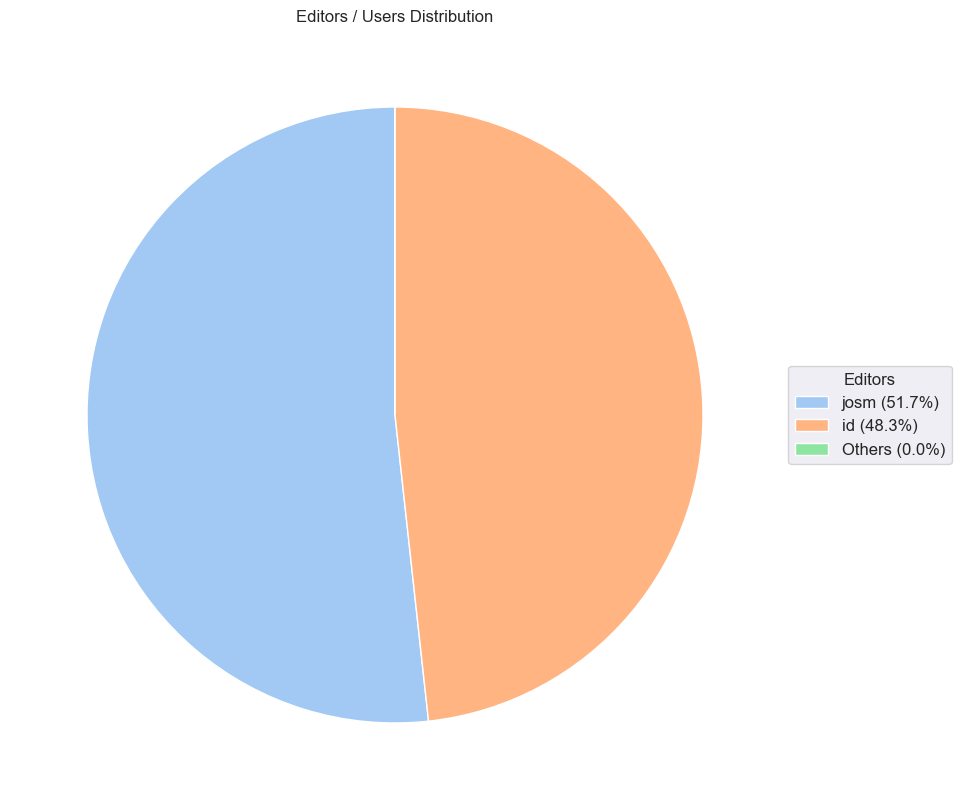 Editors / Users Distribution
Editors
josm (51.7%)
id (48.3%)
Others (0.0%)